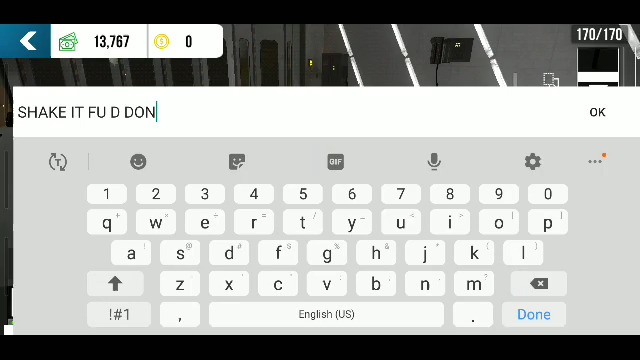 13,767
0
170/170
SHAKE IT FU D DON
OK
GIF
1 2 3 4 5 6 7 8 9 0
q w e r t y u i o p
a s d f g h j k l
z x c v b n m
!#1 , English (US) . Done